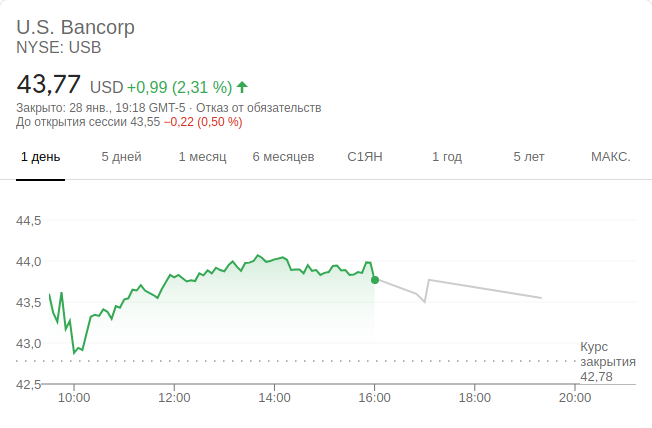 U.S. Bancorp
NYSE: USB
43,77 USD +0,99 (2,31 %)
Закрыто: 28 янв., 19:18 GMT-5 · Отказ от обязательств
До открытия сессии 43,55 −0,22 (0,50 %)
1 день 5 дней 1 месяц 6 месяцев С1ЯН 1 год 5 лет МАКС.
44,5
44,0
43,5
43,0
Курс
закрытия
42,78
42,5
10:00 12:00 14:00 16:00 18:00 20:00